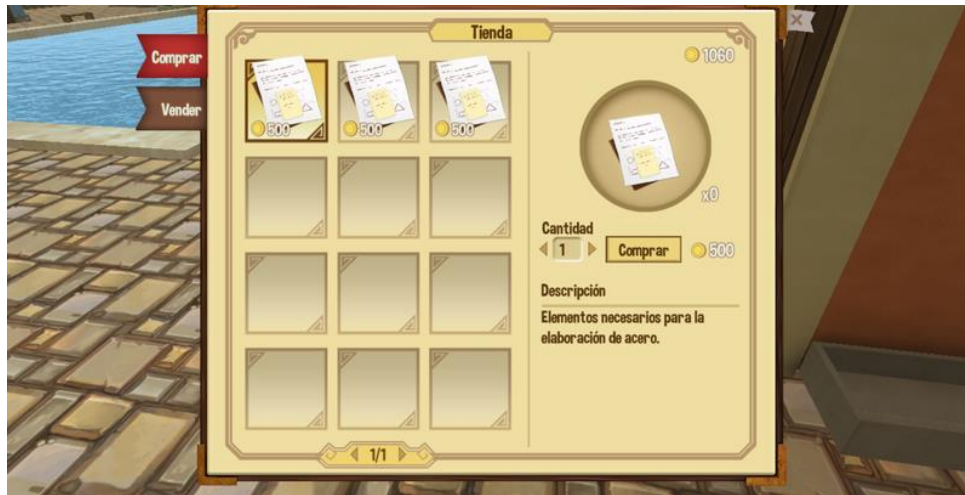 Tienda
Comprar
Vender
1060
500
500
500
x0
Cantidad
1
Comprar
500
Descripción
Elementos necesarios para la
elaboración de acero.
1/1